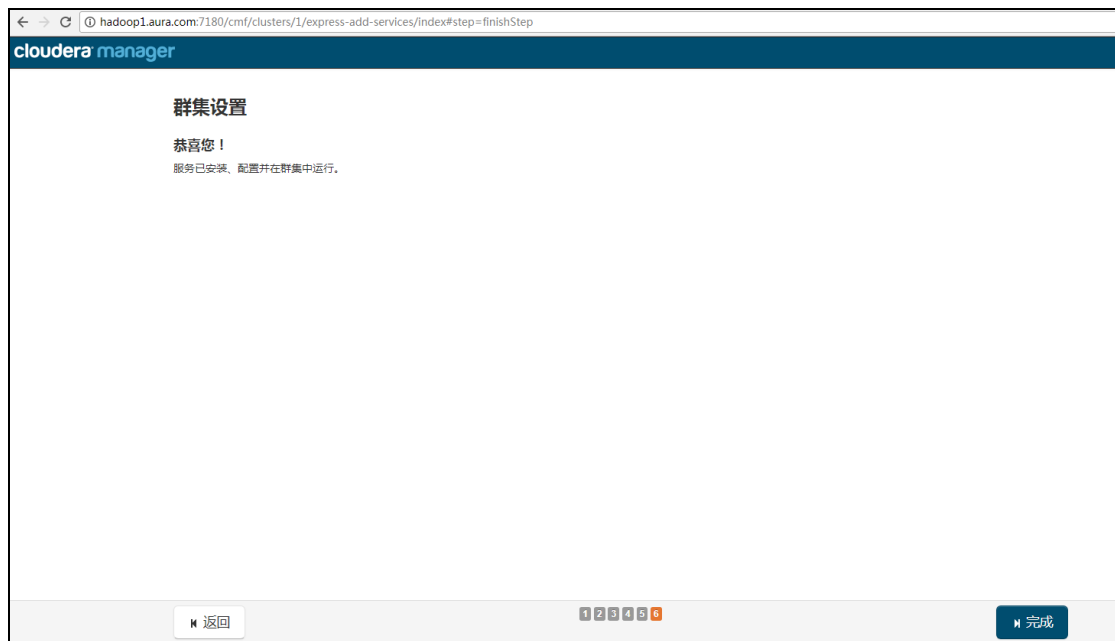 hadoop1.aura.com:7180/cmf/clusters/1/express-add-services/index#step=finishStep
cloudera manager
群集设置
恭喜您！
服务已安装、配置并在群集中运行。
返回
1 2 3 4 5 6
完成